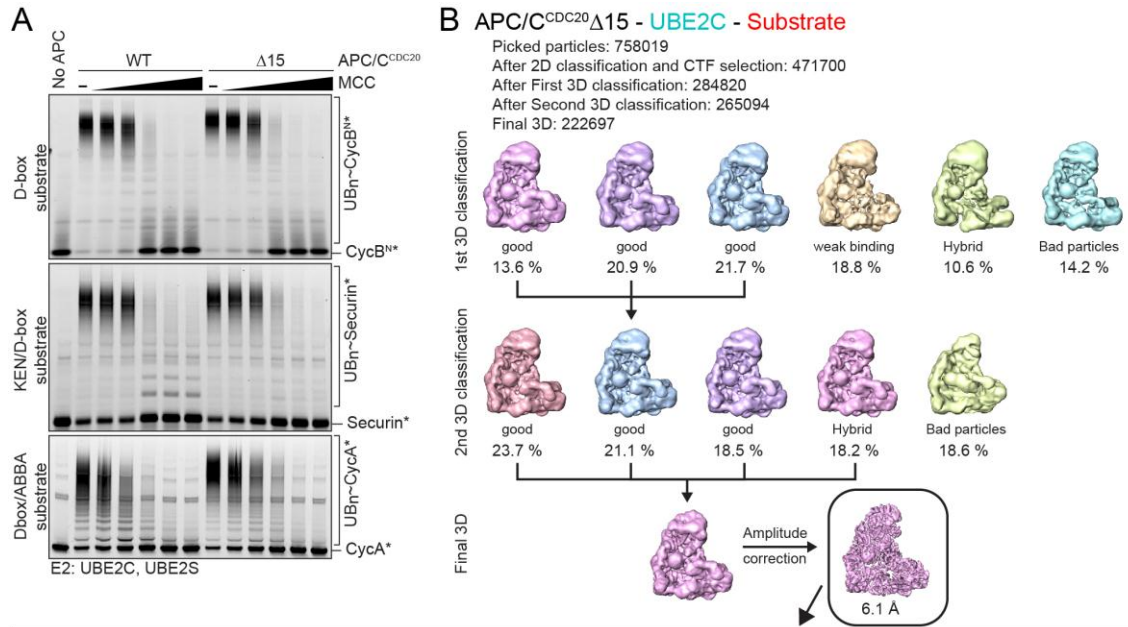 A
No APC
WT
Δ15
APC/C^CDC20
–
–
MCC
D-box
substrate
UBn~CycB^N*
CycB^N*
KEN/D-box
substrate
UBn~Securin*
Securin*
Dbox/ABBA
substrate
UBn~CycA*
CycA*
E2: UBE2C, UBE2S
B APC/C^CDC20Δ15 - UBE2C - Substrate
Picked particles: 758019
After 2D classification and CTF selection: 471700
After First 3D classification: 284820
After Second 3D classification: 265094
Final 3D: 222697
1st 3D classification
good good good weak binding Hybrid Bad particles
13.6 % 20.9 % 21.7 % 18.8 % 10.6 % 14.2 %
2nd 3D classification
good good good Hybrid Bad particles
23.7 % 21.1 % 18.5 % 18.2 % 18.6 %
Final 3D
Amplitude
correction
6.1 Å